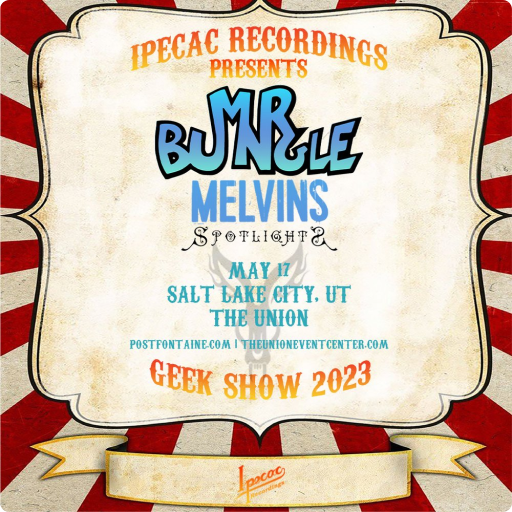 IPECAC RECORDINGS
PRESENTS
MR
BUNGLE
MELVINS
SPOTLIGHTS
MAY 17
SALT LAKE CITY, UT
THE UNION
POSTFONTAINE.COM | THEUNIONEVENTCENTER.COM
GEEK SHOW 2023
Ipecac
Recordings